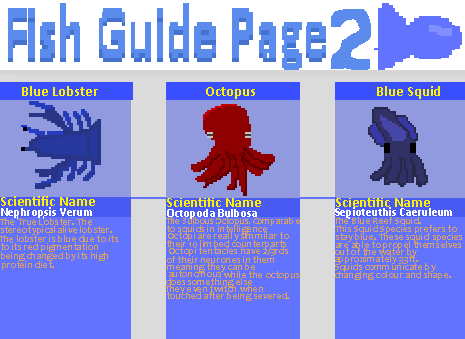 Fish Guide Page 2
Blue Lobster
Scientific Name
Nephropsis Verum
The True Lobster. The
stereotypical alive lobster.
The lobster is blue due to its
to its red pigmentation
being changed by its high
protein diet.
Octopus
Scientific Name
Octopoda Bulbosa
The Bulbous Octopus. Comparable
to squids in intelligence.
Octopi are really similar to
their 10 limbed counterparts
Octopi tentacles have 2/3rds
of their neurones in them
meaning they can be
autonomous while the octopus
does something else
They even twitch when
touched after being severed.
Blue Squid
Scientific Name
Sepioteuthis Caeruleum
The Blue Reef Squid.
This Squid Species prefers to
stay blue. These squid species
are able to propel themselves
out of the water by
approximately 33ft.
Squids communicate by
changing colour and shape.